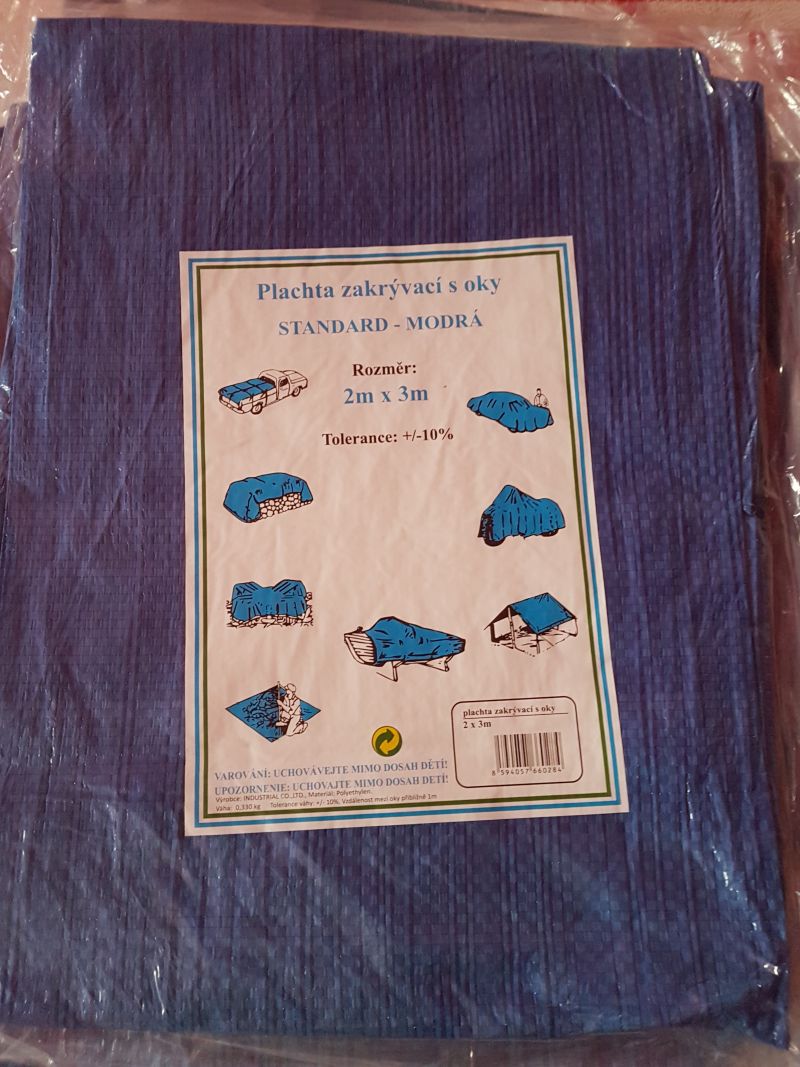 Plachta zakrývací s oky
STANDARD - MODRÁ
Rozměr:
2m x 3m
Tolerance: +/-10%
plachta zakrývací s oky
2 x 3m
8 594057 660284
VAROVÁNÍ: UCHOVÁVEJTE MIMO DOSAH DĚTÍ!
UPOZORNENIE: UCHOVAJTE MIMO DOSAH DETÍ!
Výrobce: INDUSTRIAL CO.,LTD., Materiál: Polyethylen.
Váha: 0,330 kg Tolerance váhy: +/- 10%, Vzdálenost mezi oky přibližně 1m